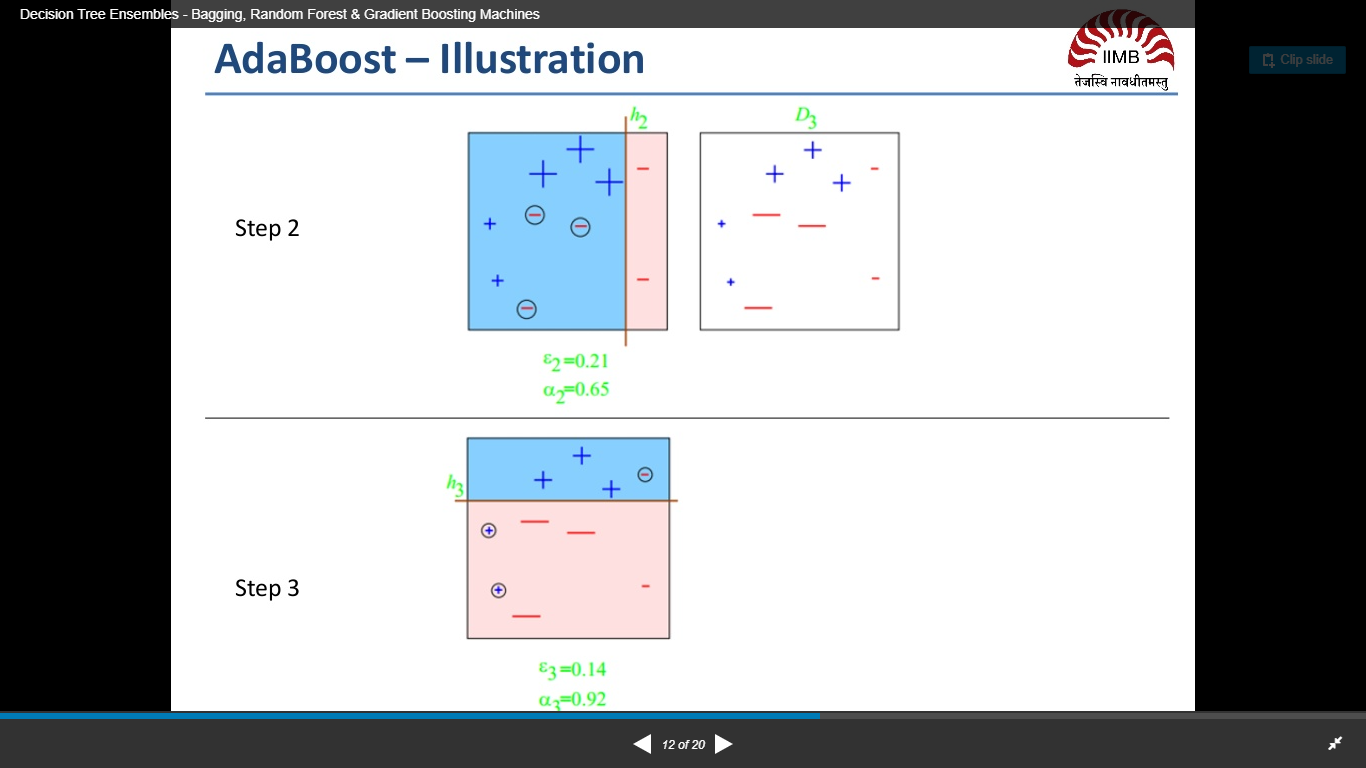 Decision Tree Ensembles - Bagging, Random Forest & Gradient Boosting Machines
AdaBoost – Illustration
IIMB
तेजस्वि नावधीतमस्तु
Clip slide
h2
D3
Step 2
ε2=0.21
α2=0.65
h3
Step 3
ε3=0.14
α3=0.92
12 of 20